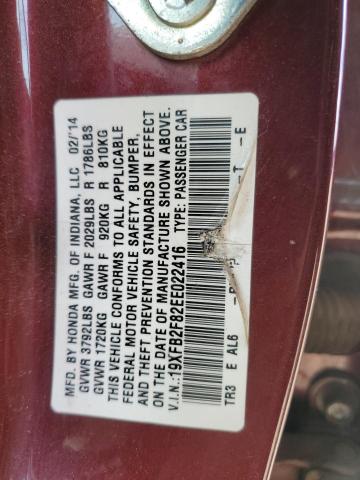 MFD. BY HONDA MFG. OF INDIANA, LLC 02/'14
GVWR 3792LBS GAWR F 2029LBS R 1786LBS
GVWR 1720KG GAWR F 920KG R 810KG
THIS VEHICLE CONFORMS TO ALL APPLICABLE
FEDERAL MOTOR VEHICLE SAFETY, BUMPER,
AND THEFT PREVENTION STANDARDS IN EFFECT
ON THE DATE OF MANUFACTURE SHOWN ABOVE.
V.I.N.:19XFB2F82EE022416 TYPE: PASSENGER CAR
TR3 E AL6 T - E